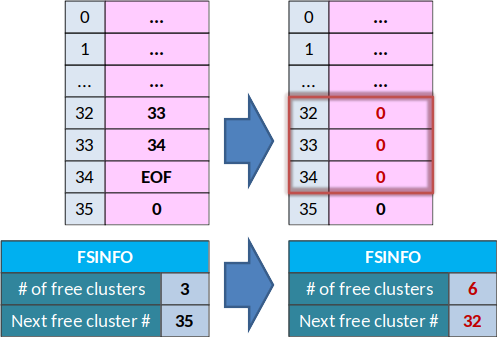 0 ...
1 ...
... ...
32 33
33 34
34 EOF
35 0
FSINFO
# of free clusters 3
Next free cluster # 35
0 ...
1 ...
... ...
32 0
33 0
34 0
35 0
FSINFO
# of free clusters 6
Next free cluster # 32